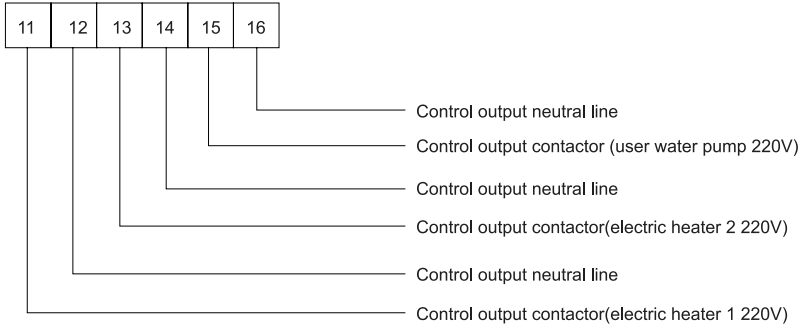 11 12 13 14 15 16
Control output neutral line
Control output contactor (user water pump 220V)
Control output neutral line
Control output contactor(electric heater 2 220V)
Control output neutral line
Control output contactor(electric heater 1 220V)